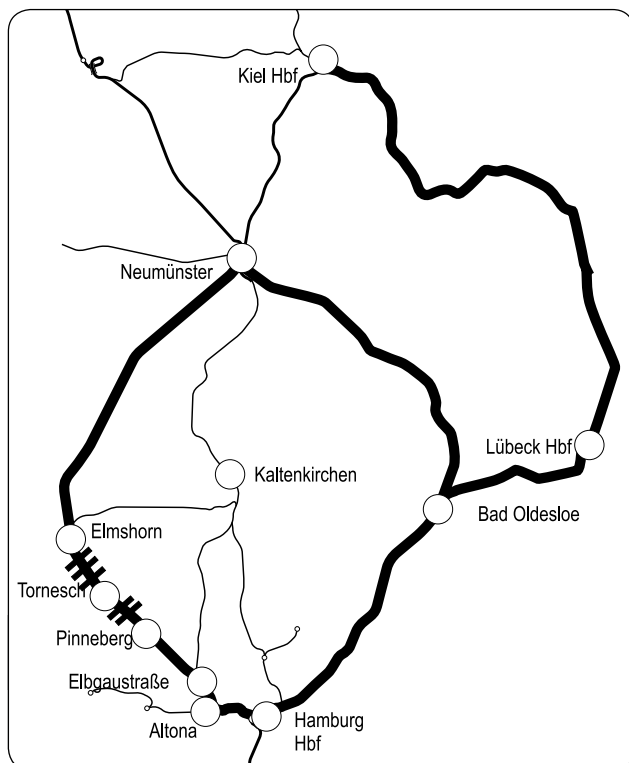 Kiel Hbf
Neumünster
Lübeck Hbf
Kaltenkirchen
Bad Oldesloe
Elmshorn
Tornesch
Pinneberg
Elbgaustraße
Altona
Hamburg
Hbf